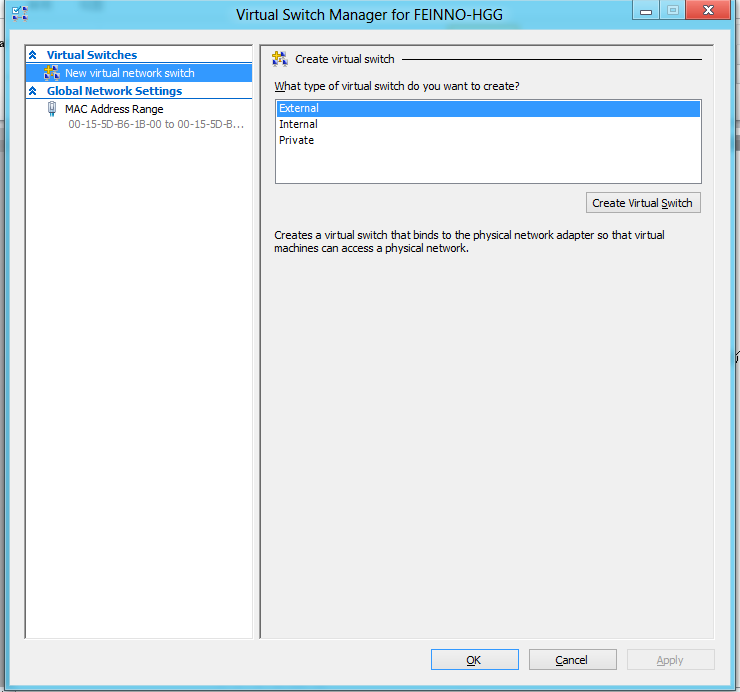 Virtual Switch Manager for FEINNO-HGG
Virtual Switches
New virtual network switch
Global Network Settings
MAC Address Range
00-15-5D-B6-1B-00 to 00-15-5D-B...
Create virtual switch
What type of virtual switch do you want to create?
External
Internal
Private
Create Virtual Switch
Creates a virtual switch that binds to the physical network adapter so that virtual
machines can access a physical network.
OK
Cancel
Apply